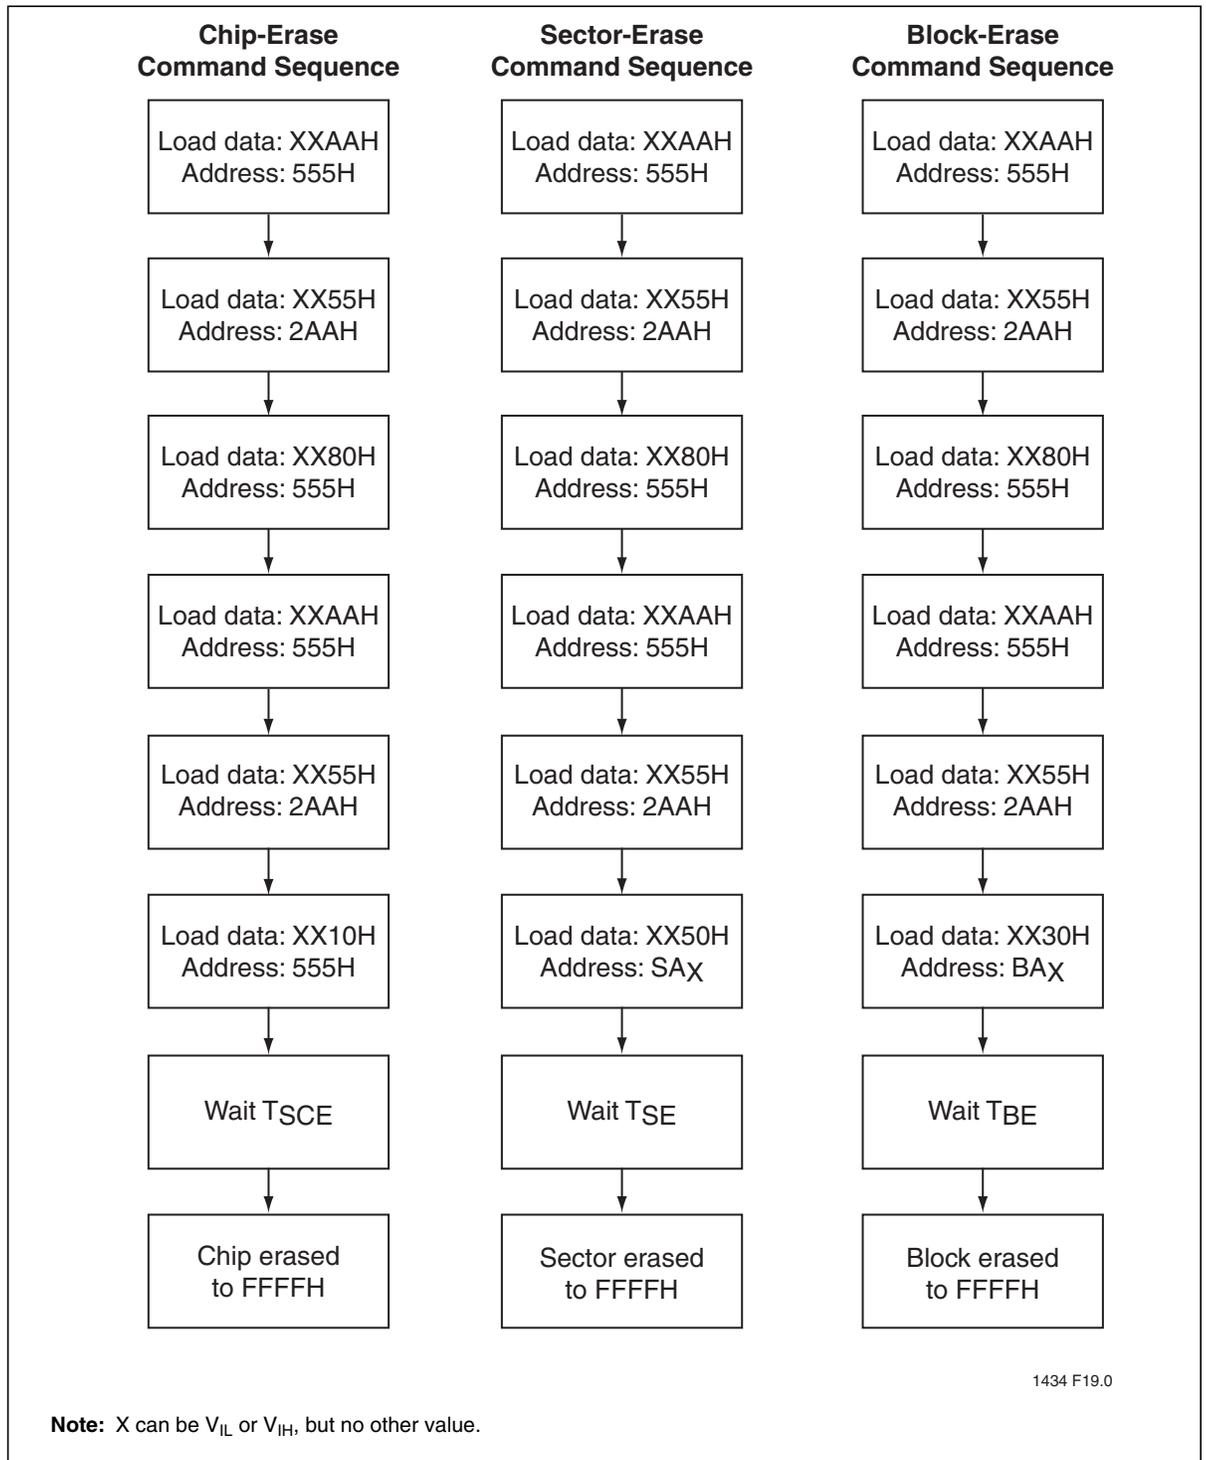 Chip-Erase
Command Sequence
Load data: XXAAH
Address: 555H
Load data: XX55H
Address: 2AAH
Load data: XX80H
Address: 555H
Load data: XXAAH
Address: 555H
Load data: XX55H
Address: 2AAH
Load data: XX10H
Address: 555H
Wait TSCE
Chip erased
to FFFFH
Sector-Erase
Command Sequence
Load data: XXAAH
Address: 555H
Load data: XX55H
Address: 2AAH
Load data: XX80H
Address: 555H
Load data: XXAAH
Address: 555H
Load data: XX55H
Address: 2AAH
Load data: XX50H
Address: SAX
Wait TSE
Sector erased
to FFFFH
Block-Erase
Command Sequence
Load data: XXAAH
Address: 555H
Load data: XX55H
Address: 2AAH
Load data: XX80H
Address: 555H
Load data: XXAAH
Address: 555H
Load data: XX55H
Address: 2AAH
Load data: XX30H
Address: BAX
Wait TBE
Block erased
to FFFFH
1434 F19.0
Note: X can be VIL or VIH, but no other value.